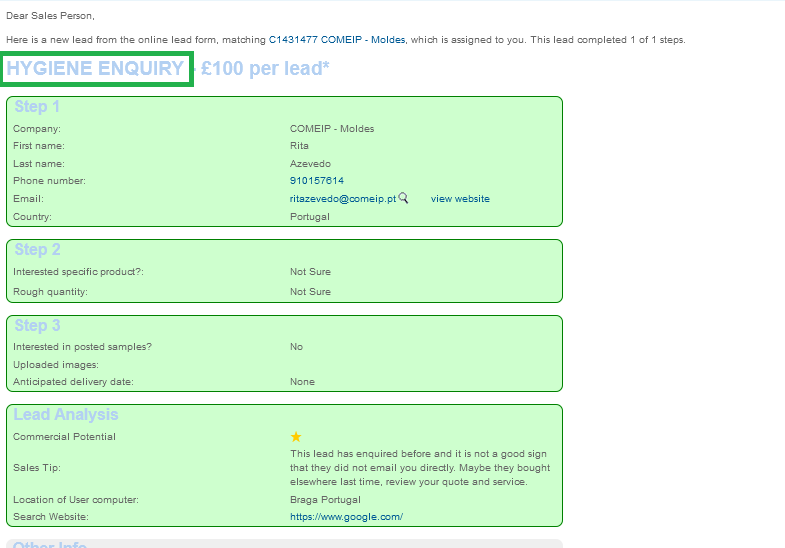 Dear Sales Person,
Here is a new lead from the online lead form, matching C1431477 COMEIP - Moldes, which is assigned to you. This lead completed 1 of 1 steps.
HYGIENE ENQUIRY - £100 per lead*
Step 1
Company: COMEIP - Moldes
First name: Rita
Last name: Azevedo
Phone number: 910157614
Email: ritazevedo@comeip.pt view website
Country: Portugal
Step 2
Interested specific product?: Not Sure
Rough quantity: Not Sure
Step 3
Interested in posted samples? No
Uploaded images:
Anticipated delivery date: None
Lead Analysis
Commercial Potential
Sales Tip: This lead has enquired before and it is not a good sign
that they did not email you directly. Maybe they bought
elsewhere last time, review your quote and service.
Location of User computer: Braga Portugal
Search Website: https://www.google.com/
Other Info